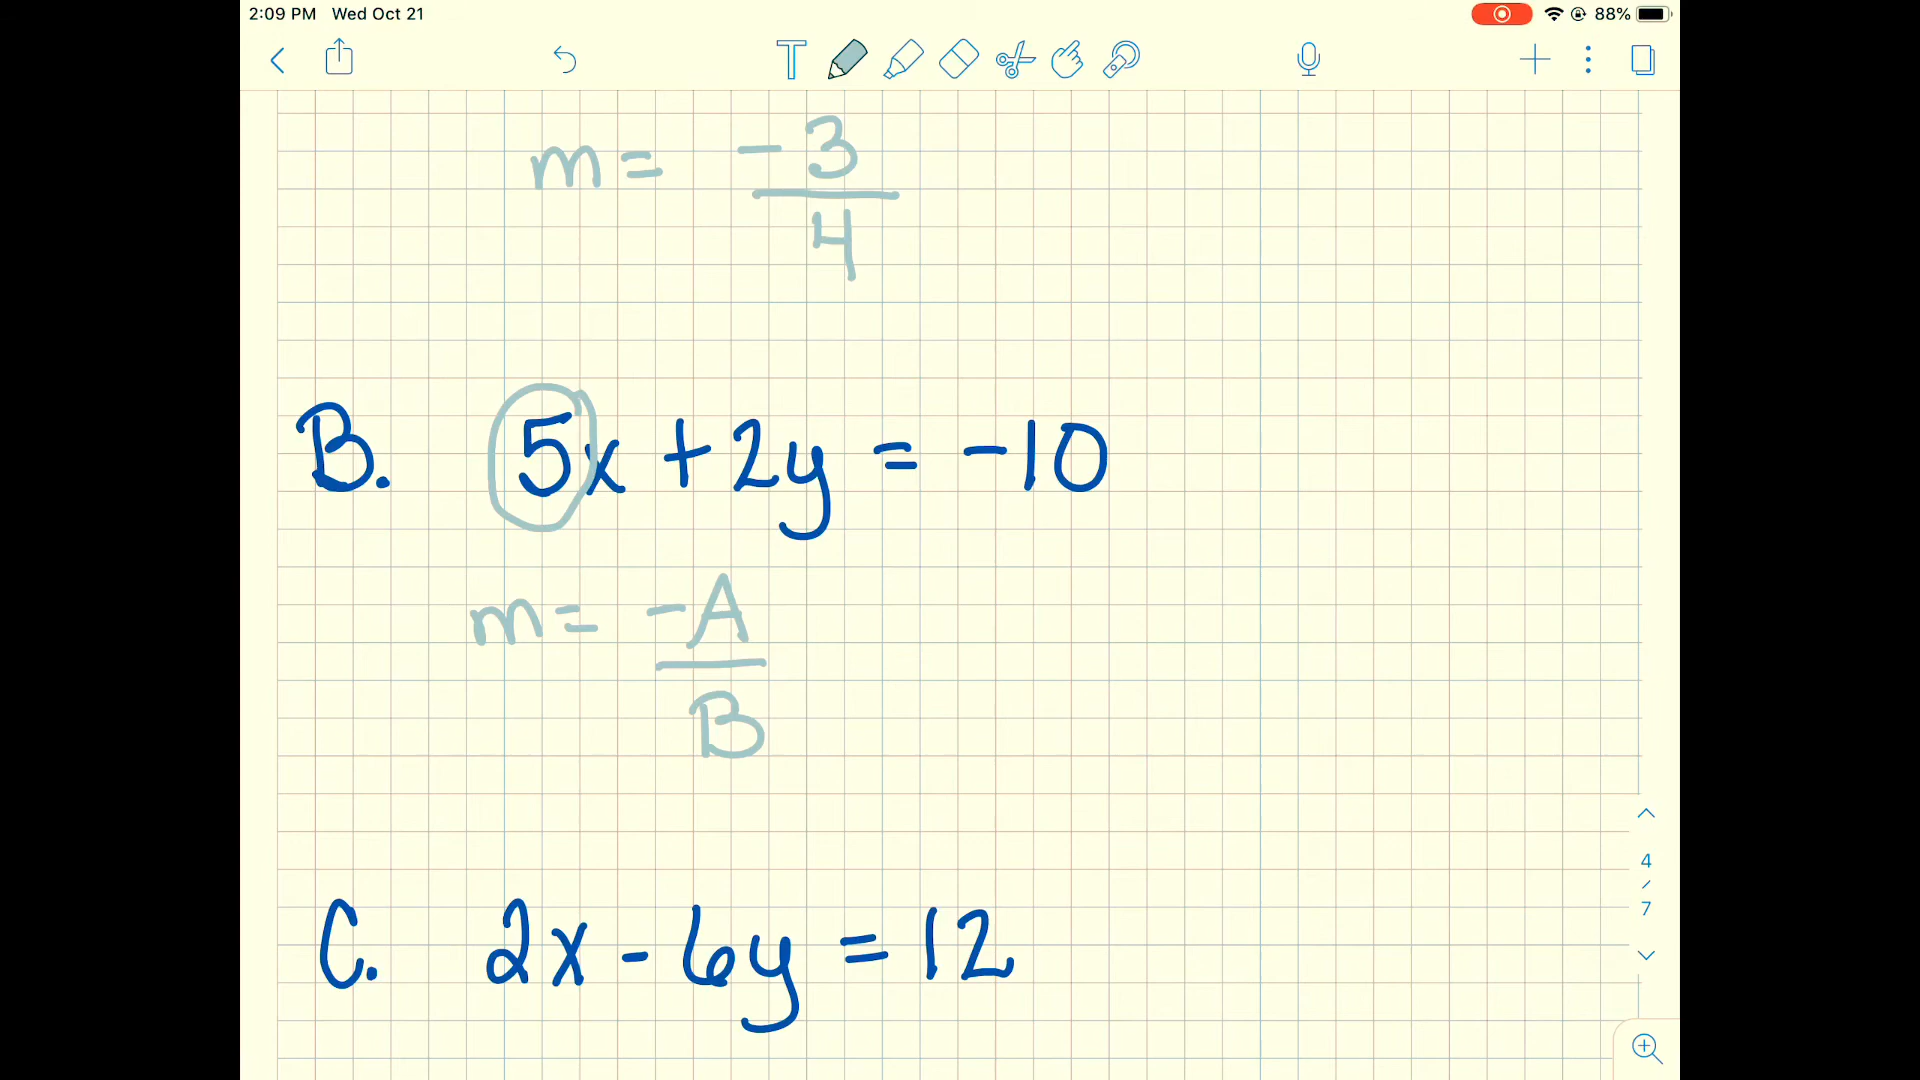 2:09 PM Wed Oct 21 88%
T
m = -3/4
B. 5x + 2y = -10
m = -A/B
4
/
7
C. 2x - 6y = 12